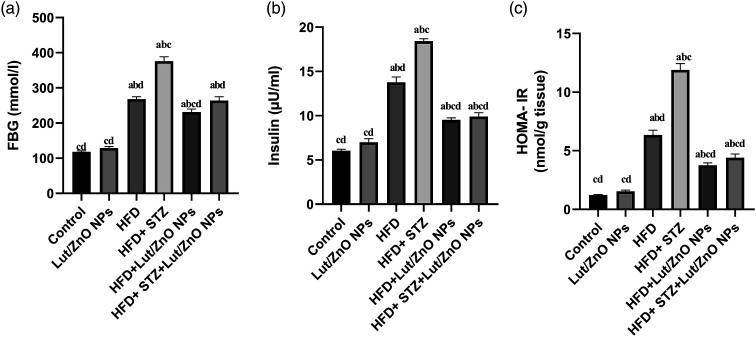 (a)
FBG (mmol/l)
500
400
300
200
100
0
cd
cd
abd
abc
abcd
abd
Control
Lut/ZnO NPs
HFD
HFD+ STZ
HFD+Lut/ZnO NPs
HFD+ STZ+Lut/ZnO NPs
(b)
Insulin (µU/ml)
20
15
10
5
0
cd
cd
abd
abc
abcd
abcd
Control
Lut/ZnO NPs
HFD
HFD+ STZ
HFD+Lut/ZnO NPs
HFD+ STZ+Lut/ZnO NPs
(c)
HOMA- IR
(nmol/g tissue)
15
10
5
0
cd
cd
abd
abc
abcd
abcd
Control
Lut/ZnO NPs
HFD
HFD+ STZ
HFD+Lut/ZnO NPs
HFD+ STZ+Lut/ZnO NPs